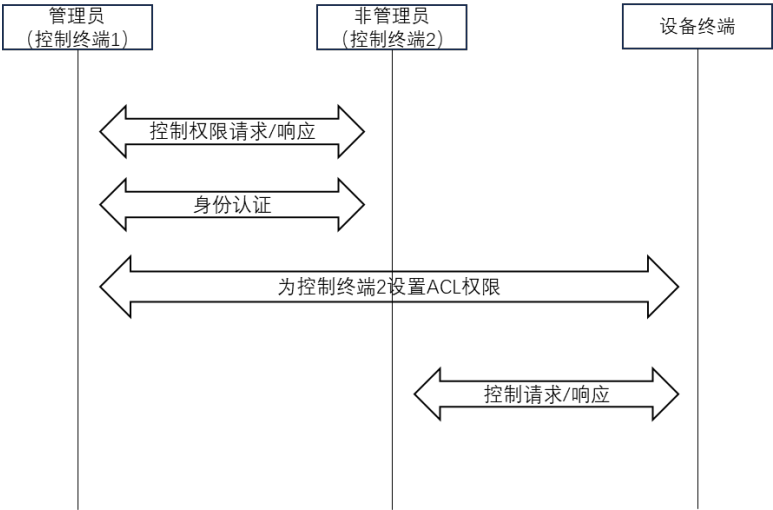 管理员
（控制终端1）
非管理员
（控制终端2）
设备终端
控制权限请求/响应
身份认证
为控制终端2设置ACL权限
控制请求/响应